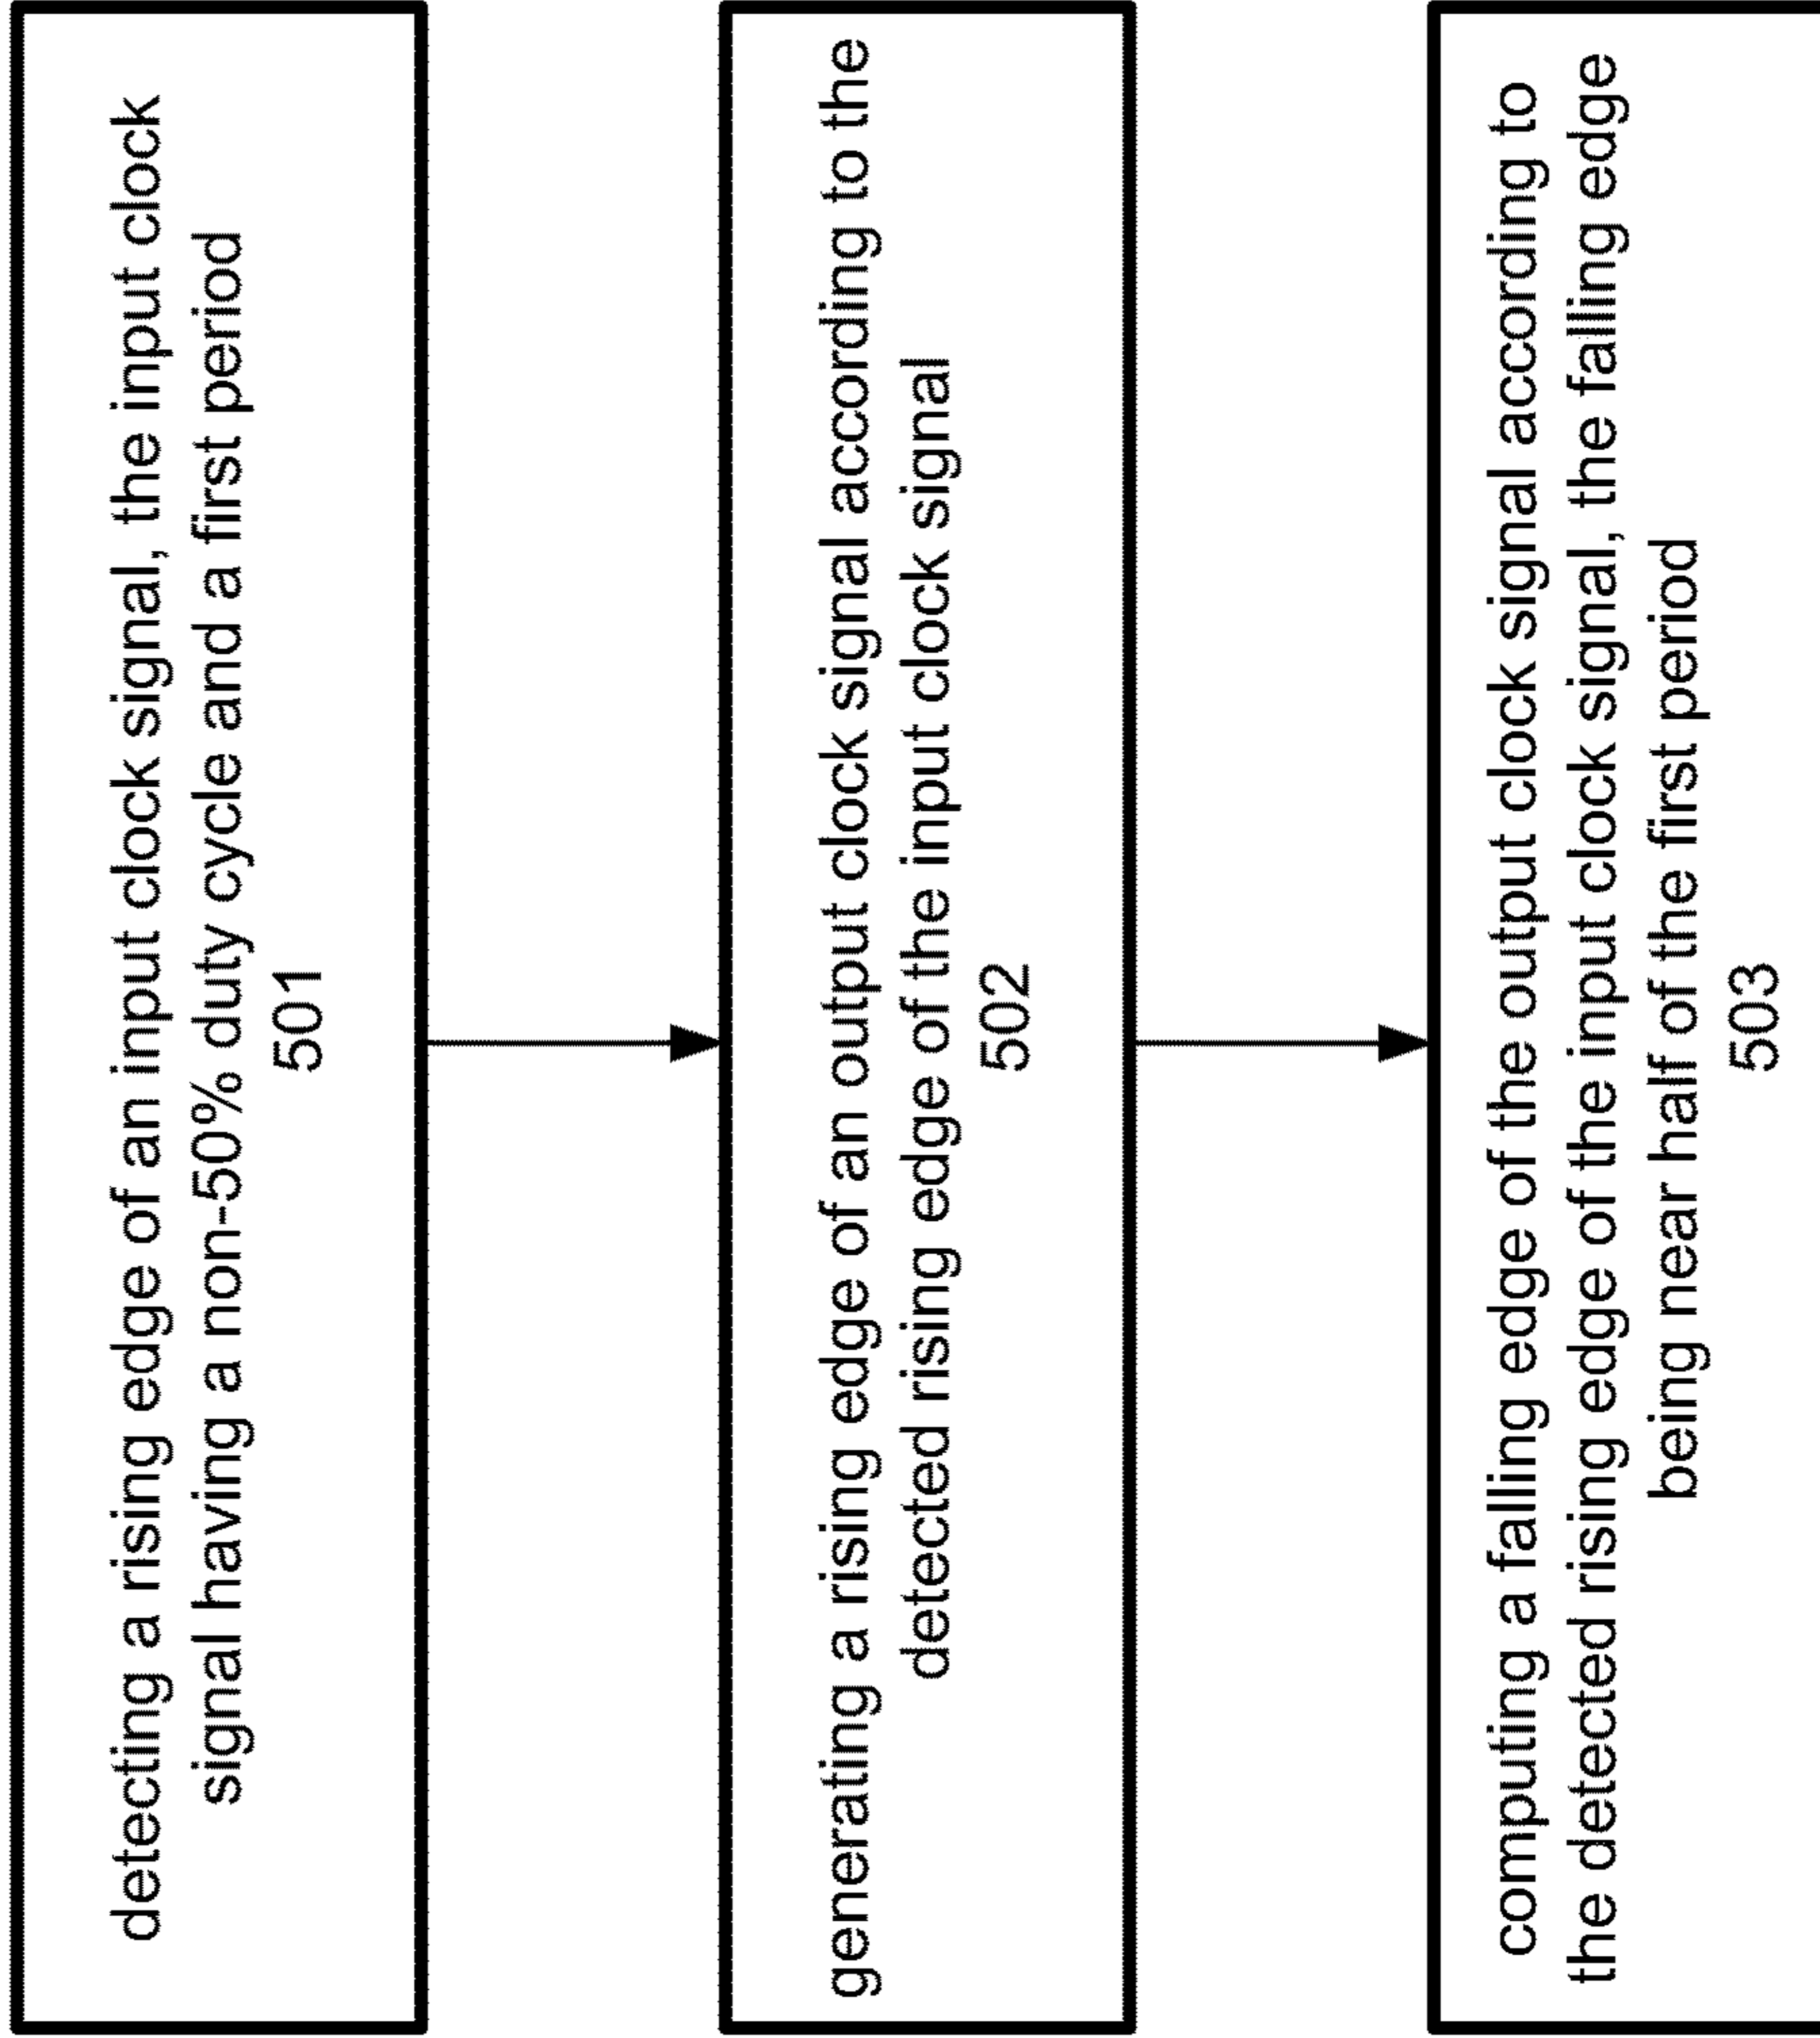 detecting a rising edge of an input clock signal, the input clock
signal having a non-50% duty cycle and a first period
501
generating a rising edge of an output clock signal according to the
detected rising edge of the input clock signal
502
computing a falling edge of the output clock signal according to
the detected rising edge of the input clock signal, the falling edge
being near half of the first period
503